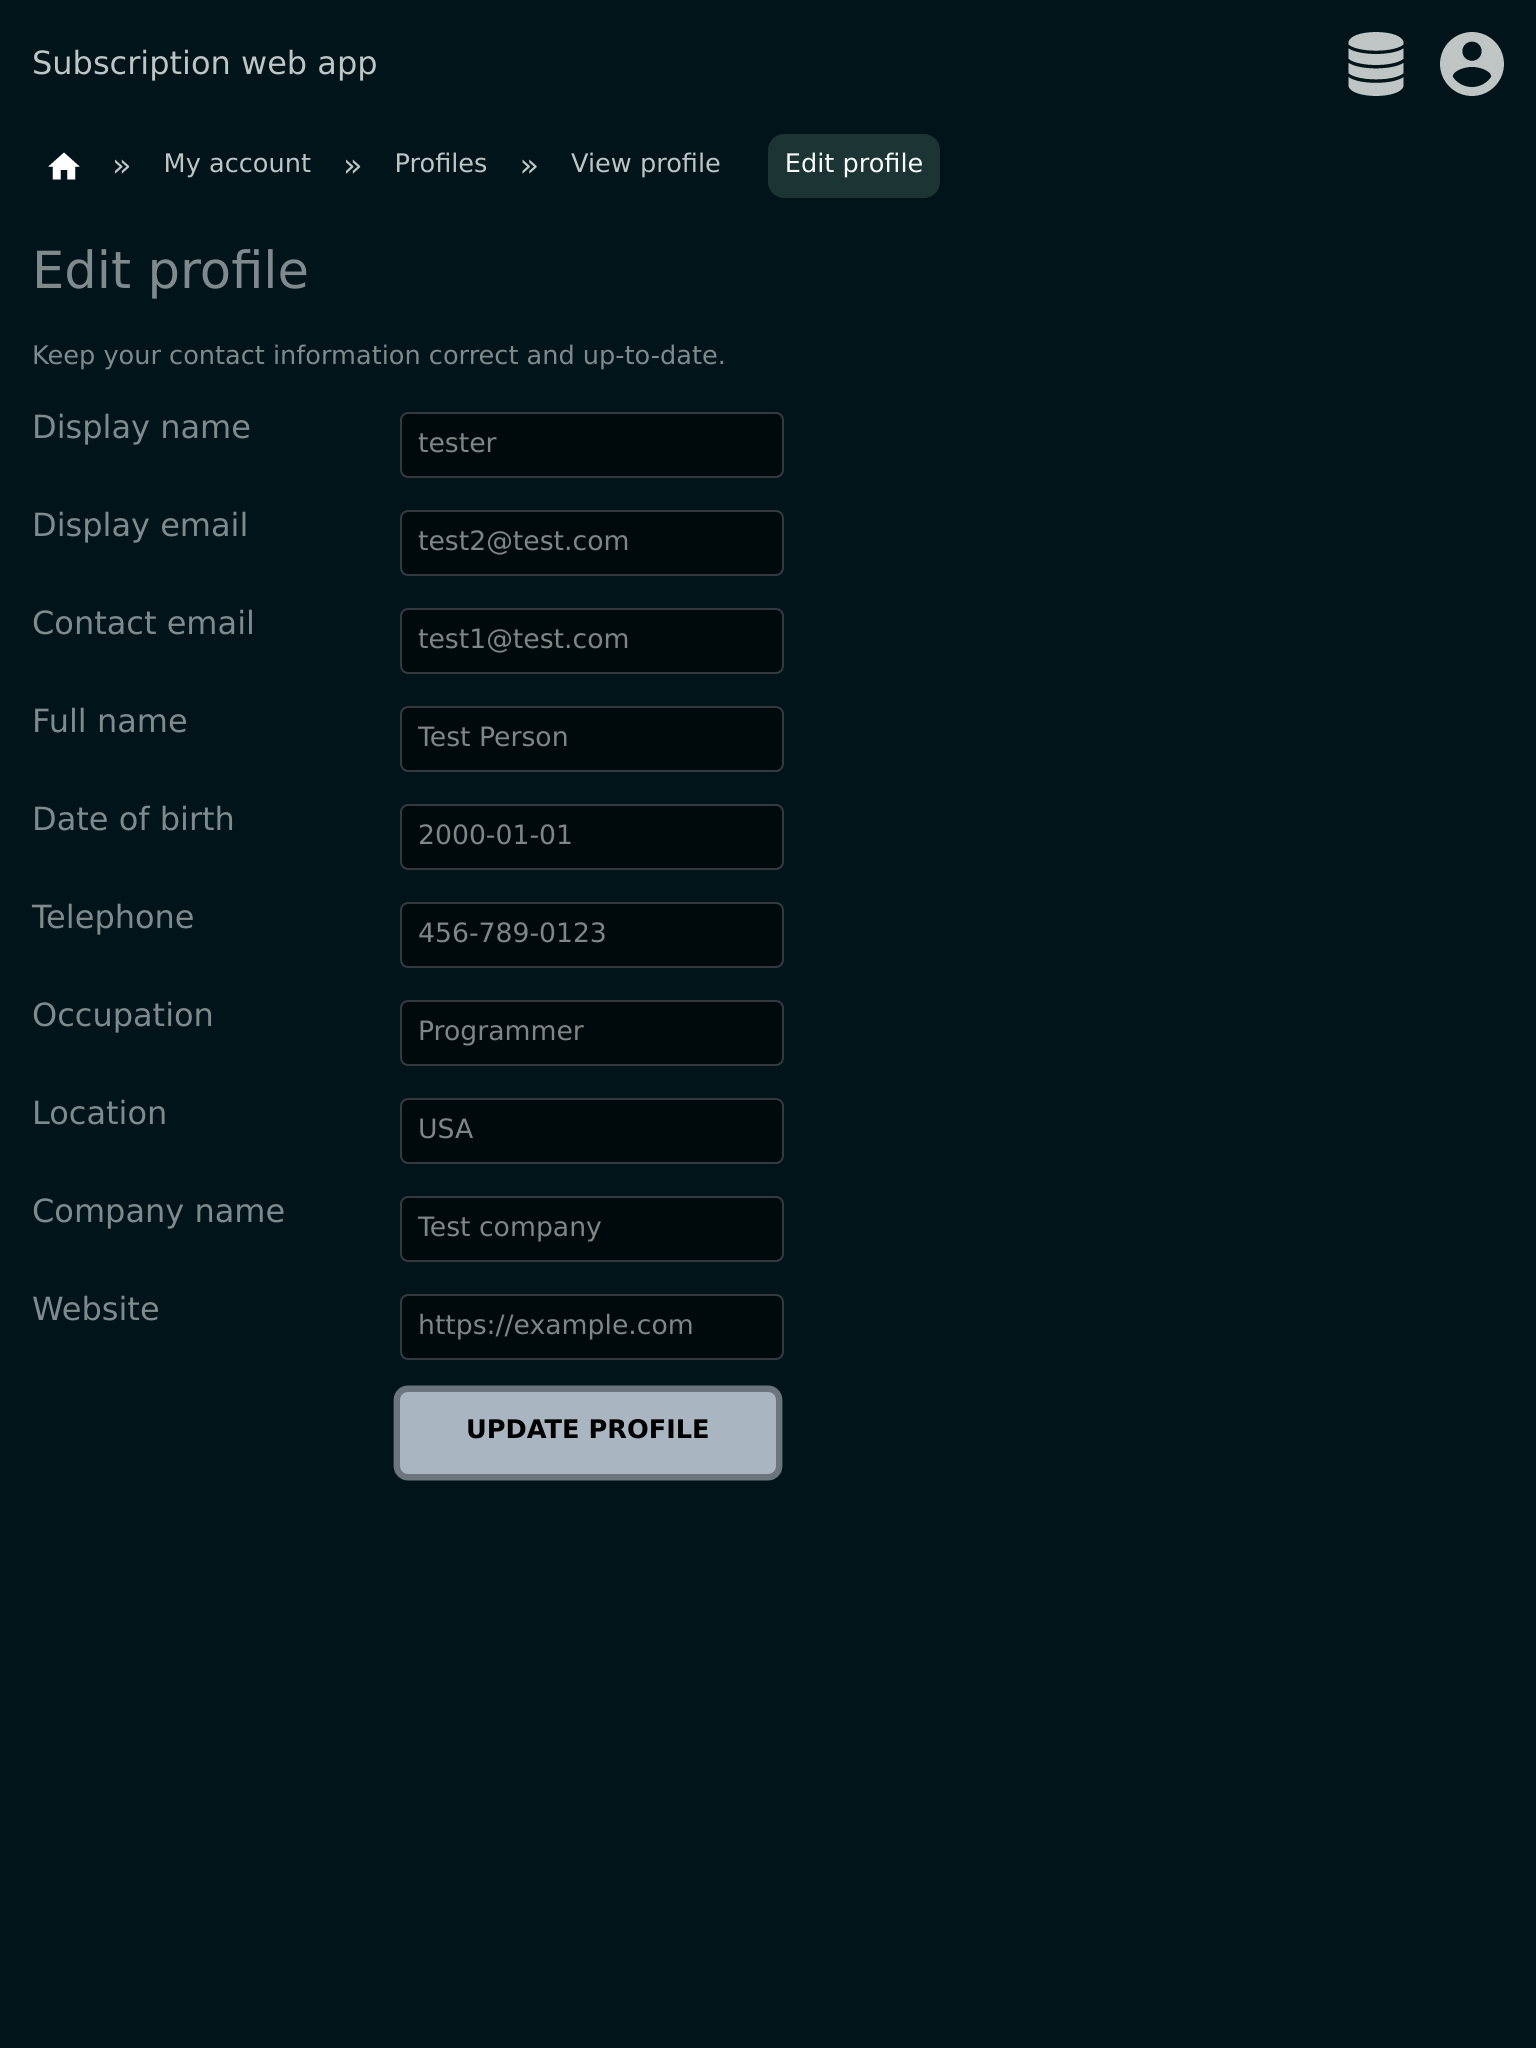 Subscription web app
» My account » Profiles » View profile Edit profile
Edit profile
Keep your contact information correct and up-to-date.
Display name tester
Display email test2@test.com
Contact email test1@test.com
Full name Test Person
Date of birth 2000-01-01
Telephone 456-789-0123
Occupation Programmer
Location USA
Company name Test company
Website https://example.com
UPDATE PROFILE